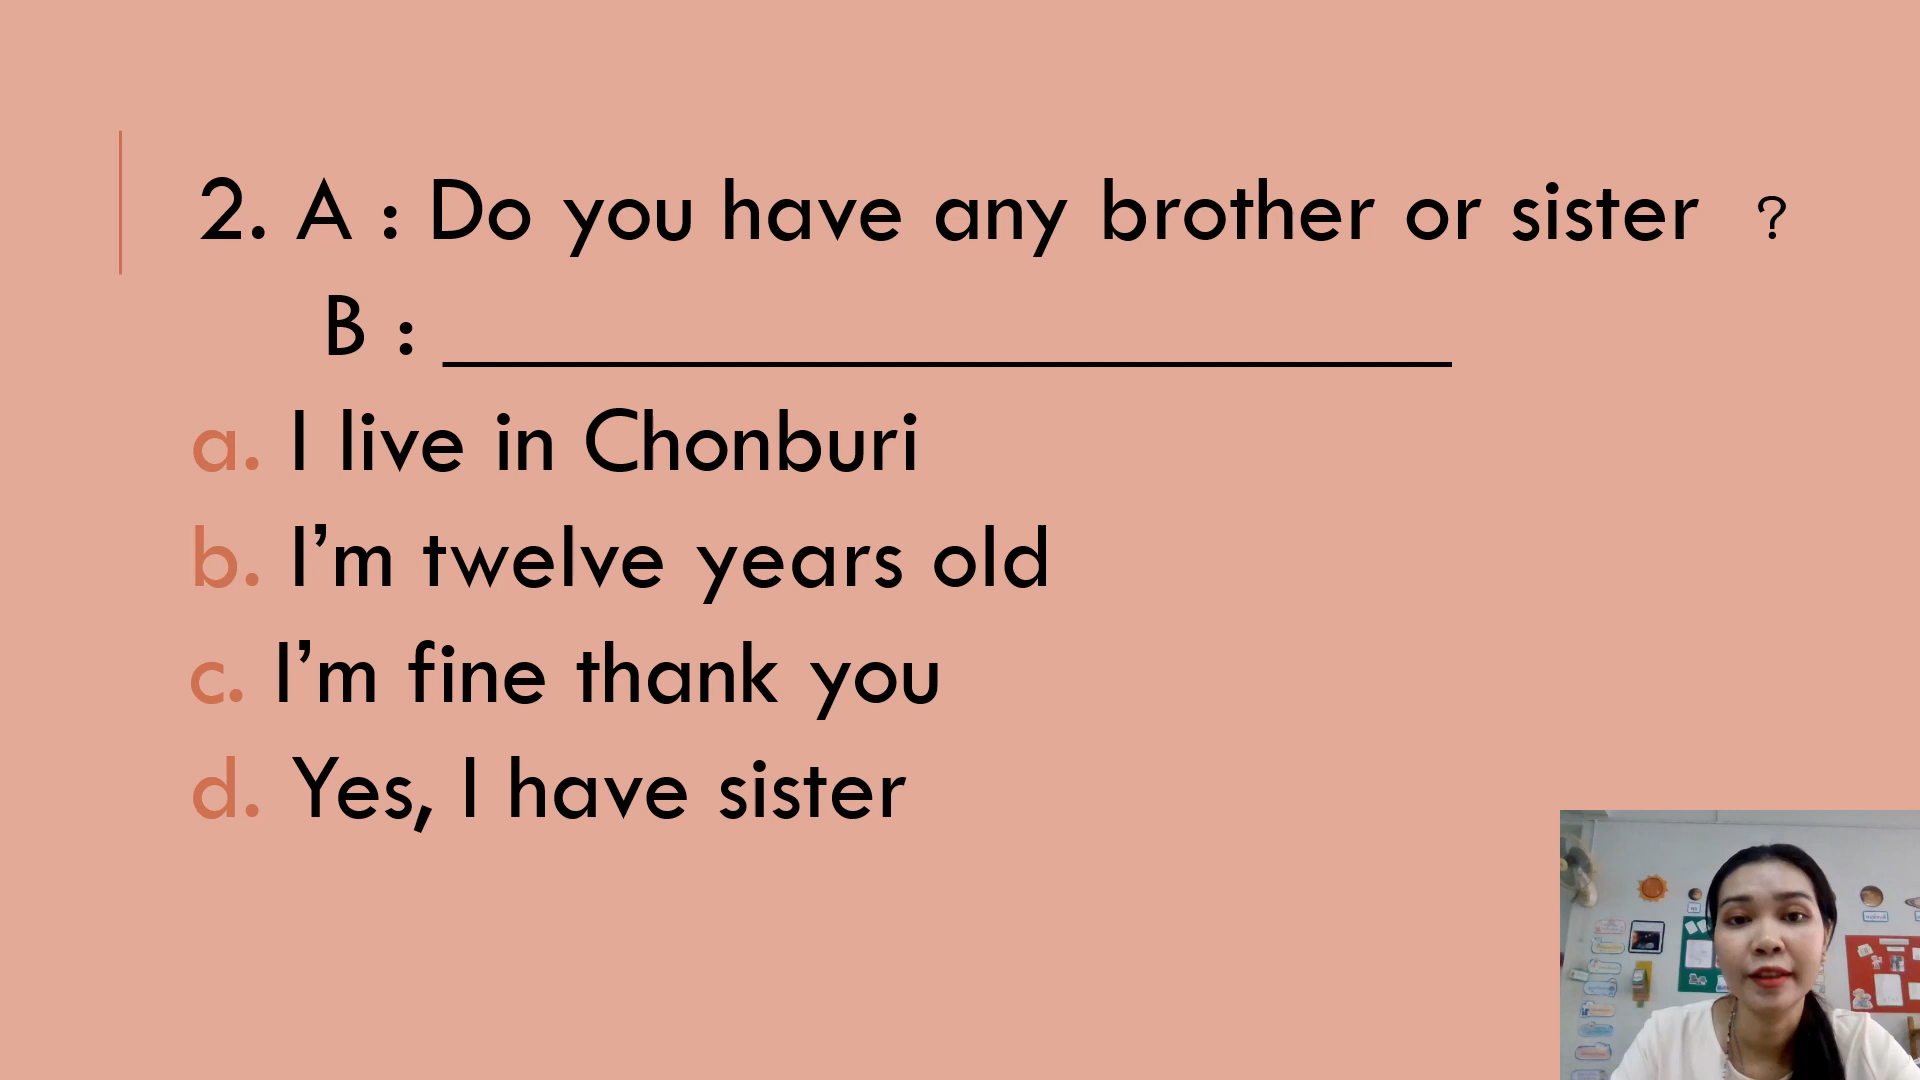 2. A : Do you have any brother or sister ?
B : ______________________
a. I live in Chonburi
b. I’m twelve years old
c. I’m fine thank you
d. Yes, I have sister